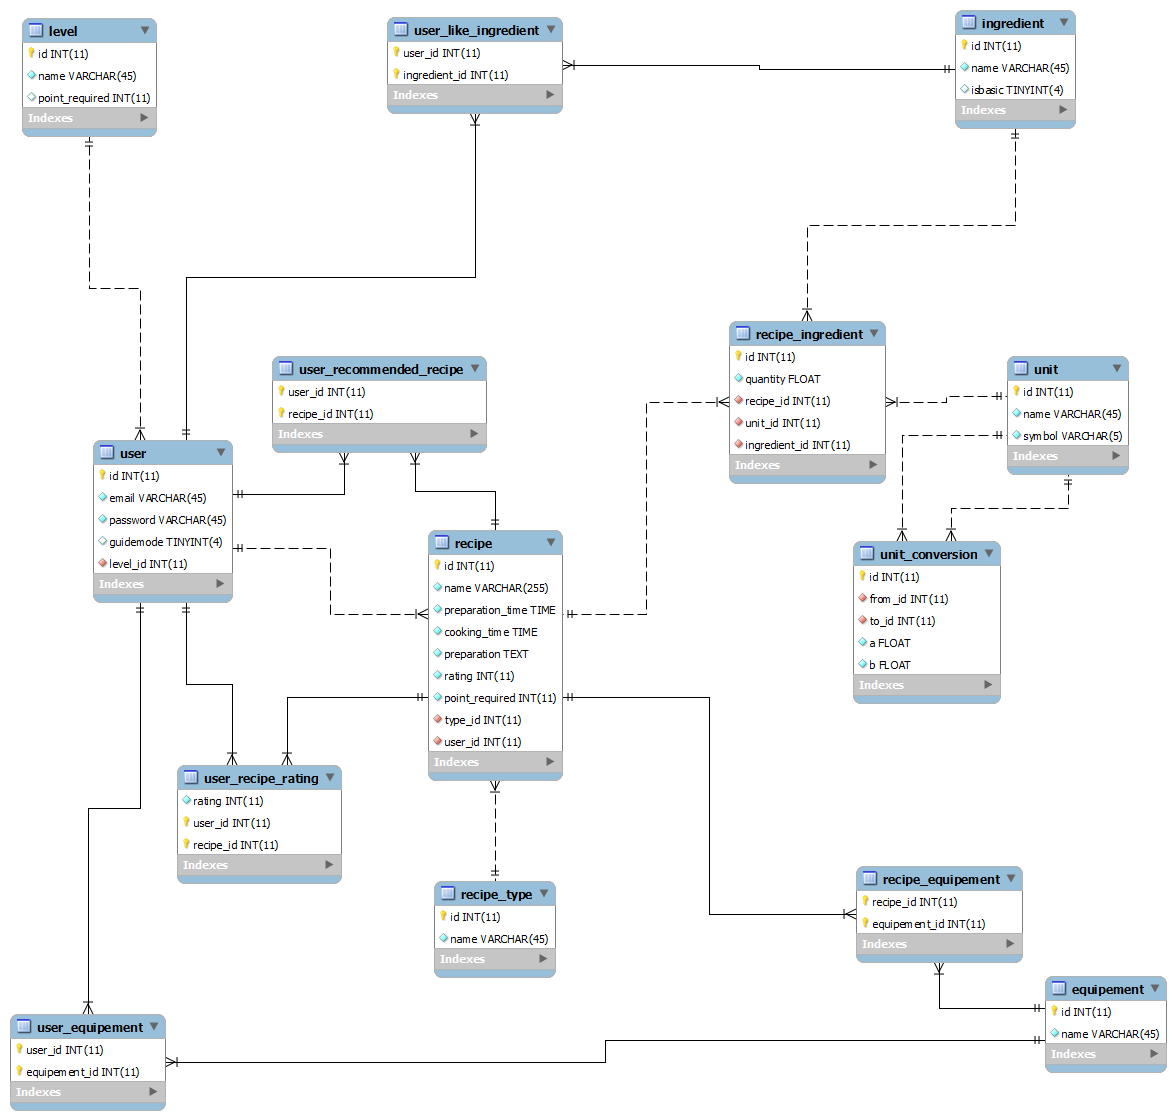 level
id INT(11)
name VARCHAR(45)
point_required INT(11)
Indexes
user_like_ingredient
user_id INT(11)
ingredient_id INT(11)
Indexes
ingredient
id INT(11)
name VARCHAR(45)
isbasic TINYINT(4)
Indexes
recipe_ingredient
id INT(11)
quantity FLOAT
recipe_id INT(11)
unit_id INT(11)
ingredient_id INT(11)
Indexes
unit
id INT(11)
name VARCHAR(45)
symbol VARCHAR(5)
Indexes
user_recommended_recipe
user_id INT(11)
recipe_id INT(11)
Indexes
user
id INT(11)
email VARCHAR(45)
password VARCHAR(45)
guidemode TINYINT(4)
level_id INT(11)
Indexes
recipe
id INT(11)
name VARCHAR(255)
preparation_time TIME
cooking_time TIME
preparation TEXT
rating INT(11)
point_required INT(11)
type_id INT(11)
user_id INT(11)
Indexes
unit_conversion
id INT(11)
from_id INT(11)
to_id INT(11)
a FLOAT
b FLOAT
Indexes
user_recipe_rating
rating INT(11)
user_id INT(11)
recipe_id INT(11)
Indexes
recipe_type
id INT(11)
name VARCHAR(45)
Indexes
recipe_equipement
recipe_id INT(11)
equipement_id INT(11)
Indexes
equipement
id INT(11)
name VARCHAR(45)
Indexes
user_equipement
user_id INT(11)
equipement_id INT(11)
Indexes